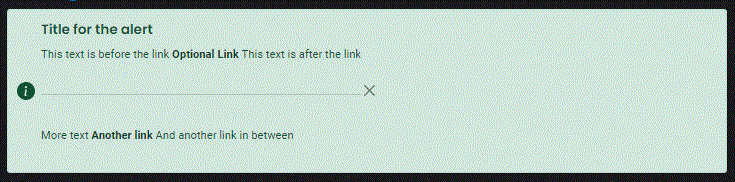 Title for the alert
This text is before the link Optional Link This text is after the link
i
More text Another link And another link in between